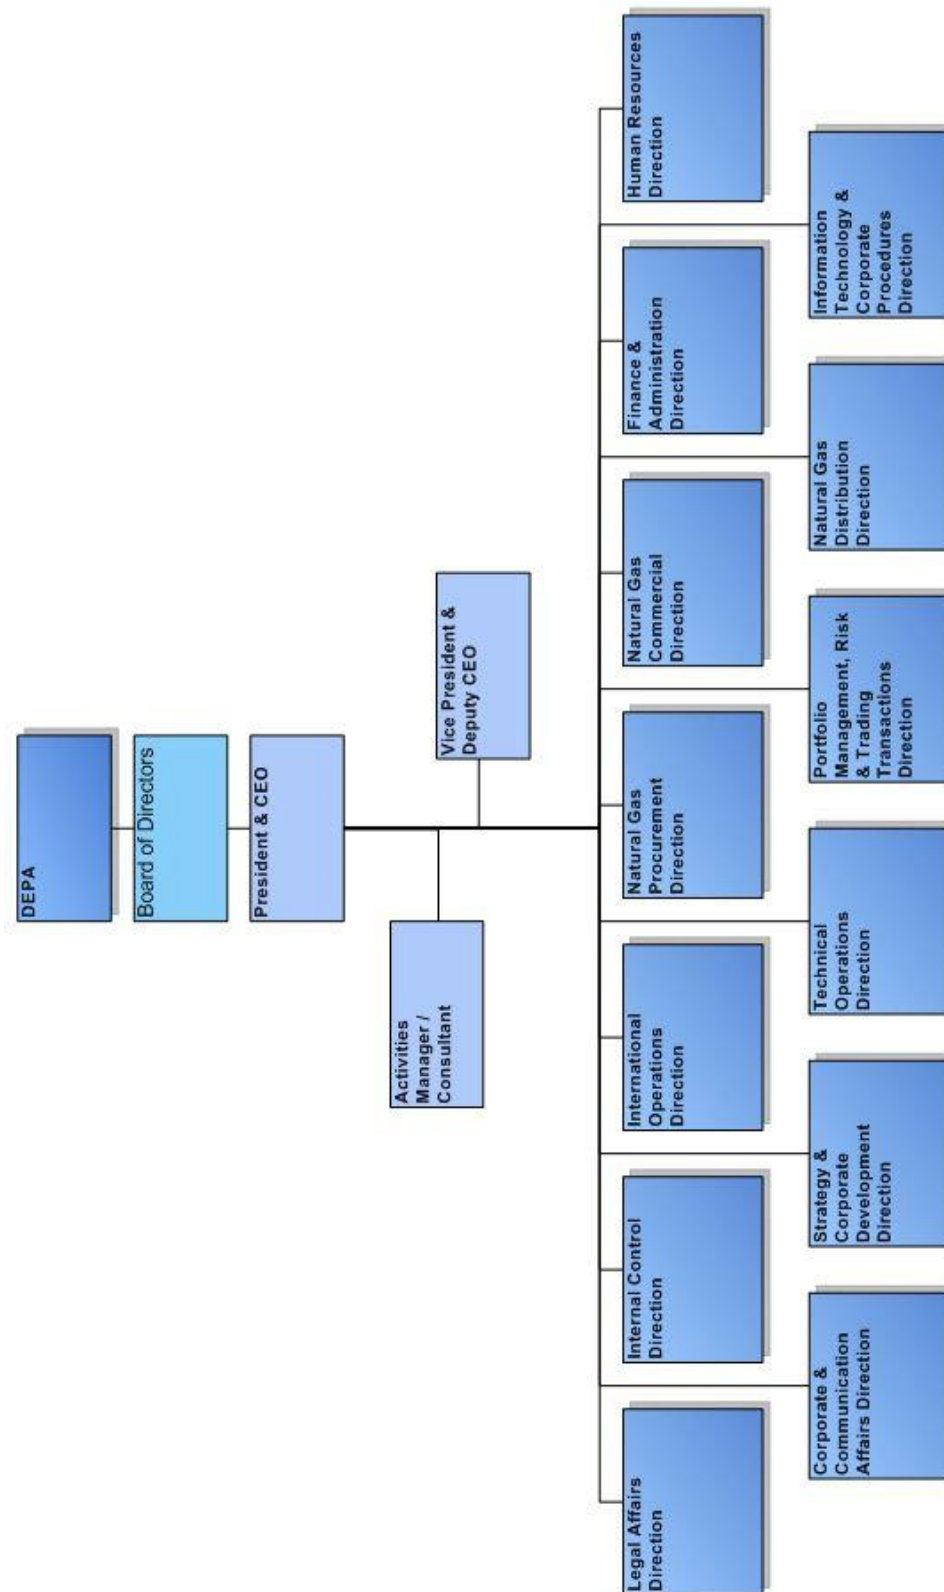 DEPA
Board of Directors
President & CEO
Activities
Manager /
Consultant
Vice President &
Deputy CEO
Legal Affairs
Direction
Internal Control
Direction
International
Operations
Direction
Natural Gas
Procurement
Direction
Natural Gas
Commercial
Direction
Finance &
Administration
Direction
Human Resources
Direction
Corporate &
Communication
Affairs Direction
Strategy &
Corporate
Development
Direction
Technical
Operations
Direction
Portfolio
Management, Risk
& Trading
Transactions
Direction
Natural Gas
Distribution
Direction
Information
Technology &
Corporate
Procedures
Direction